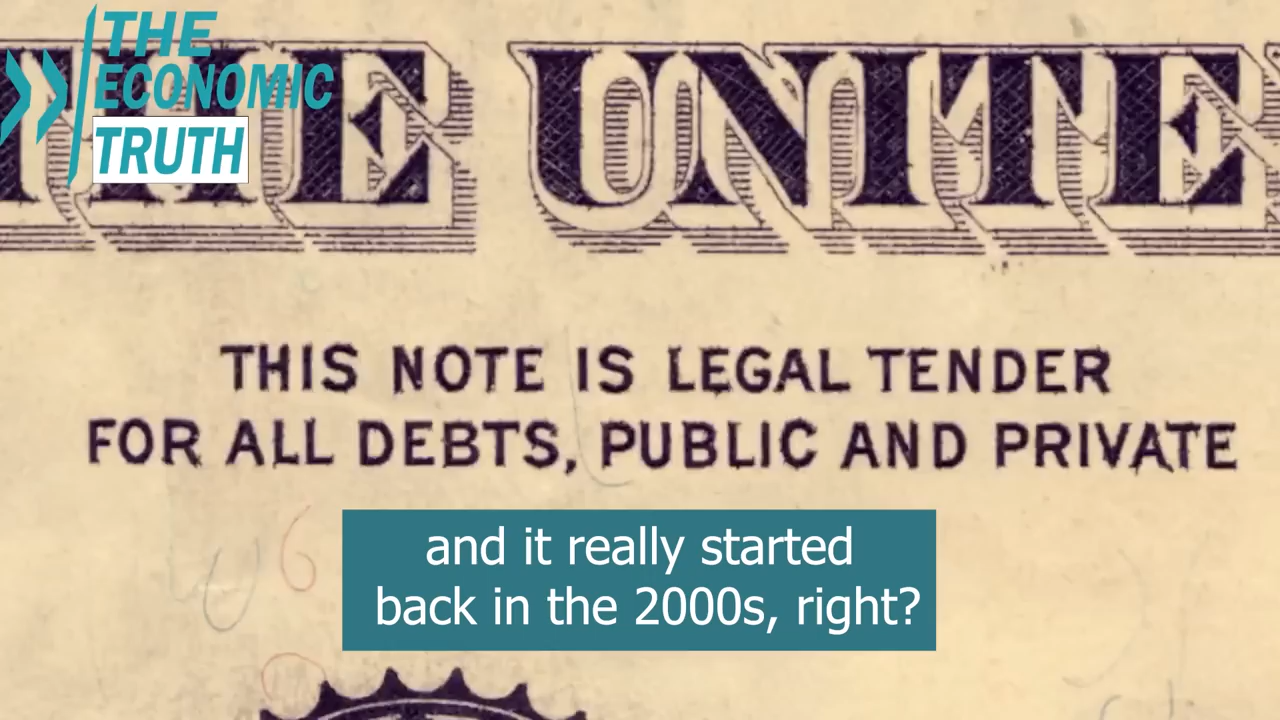 THE
ECONOMIC
TRUTH
THE UNITE
THIS NOTE IS LEGAL TENDER
FOR ALL DEBTS, PUBLIC AND PRIVATE
6
and it really started
back in the 2000s, right?